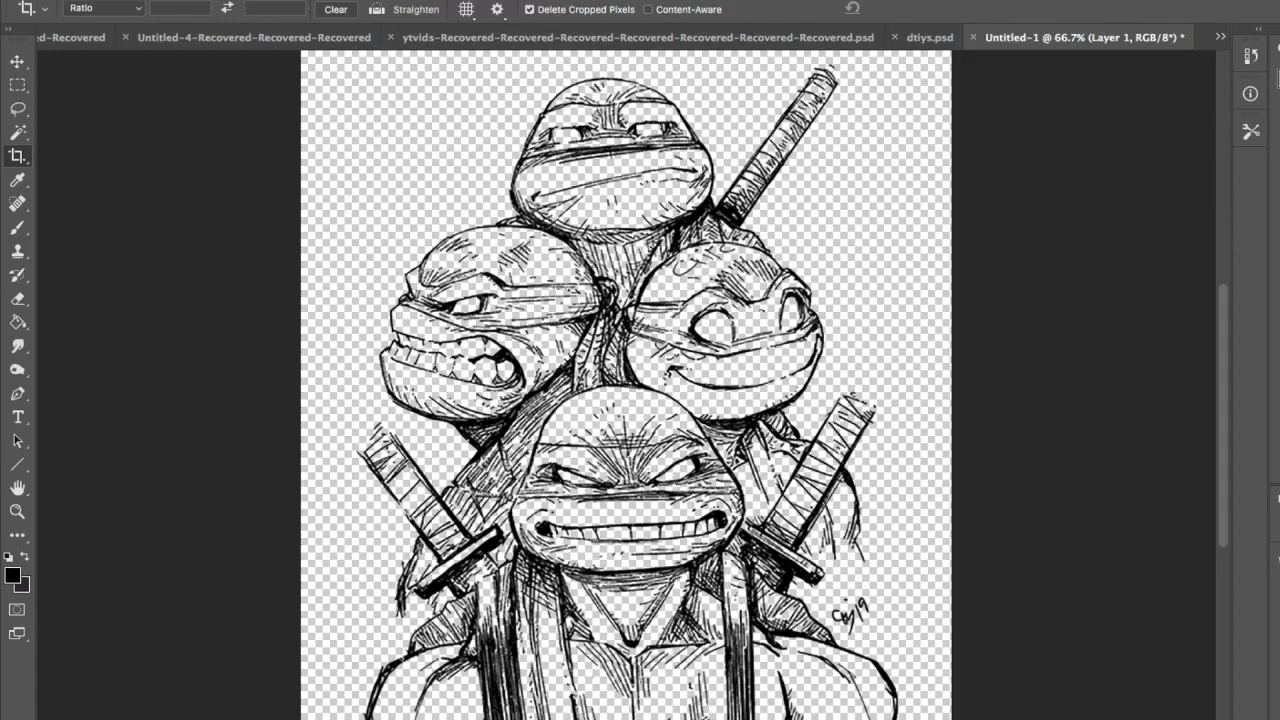 Ratio Clear Straighten Delete Cropped Pixels Content-Aware
ed-Recovered Untitled-4-Recovered-Recovered-Recovered ytvids-Recovered-Recovered-Recovered-Recovered-Recovered-Recovered-Recovered.psd dtiys.psd Untitled-1 @ 66.7% (Layer 1, RGB/8*) *